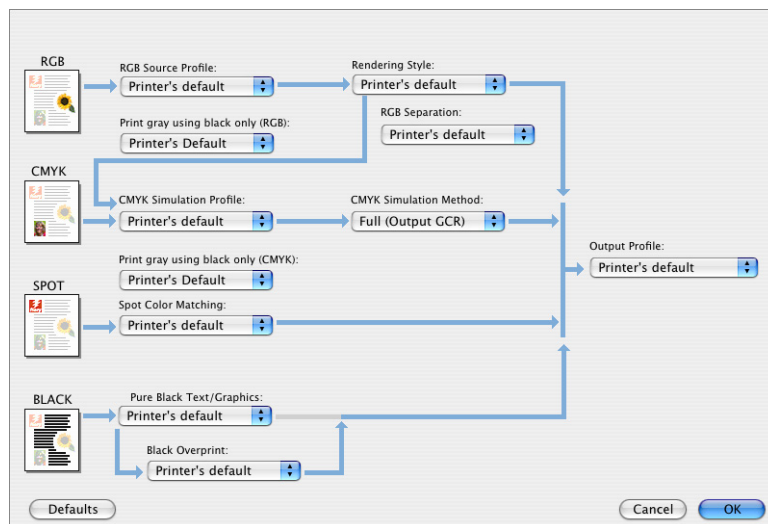 RGB
RGB Source Profile:
Printer's default
Rendering Style:
Printer's default
Print gray using black only (RGB):
Printer's Default
RGB Separation:
Printer's default
CMYK
CMYK Simulation Profile:
Printer's default
CMYK Simulation Method:
Full (Output GCR)
Output Profile:
Printer's default
Print gray using black only (CMYK):
Printer's Default
SPOT
Spot Color Matching:
Printer's default
BLACK
Pure Black Text/Graphics:
Printer's default
Black Overprint:
Printer's default
Defaults
Cancel
OK